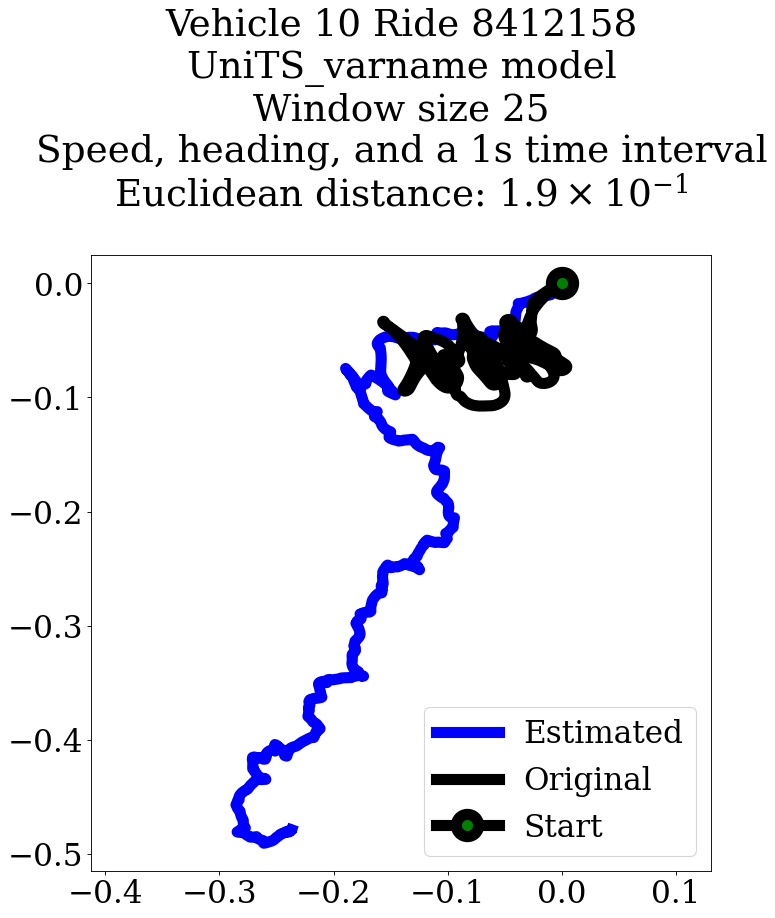 Vehicle 10 Ride 8412158
UniTS_varname model
Window size 25
Speed, heading, and a 1s time interval
Euclidean distance: 1.9 × 10⁻¹
0.0
−0.1
−0.2
−0.3
−0.4
−0.5
Estimated
Original
Start
−0.4 −0.3 −0.2 −0.1 0.0 0.1